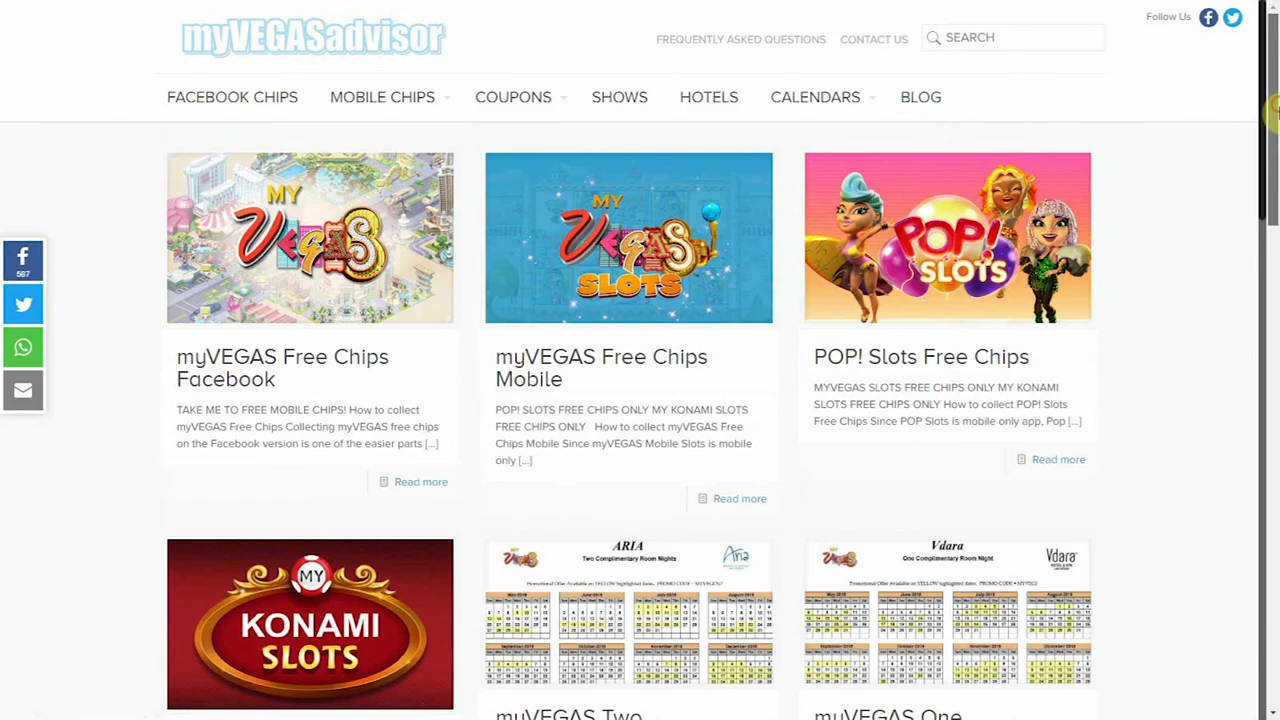 myVEGASadvisor
Follow Us
FREQUENTLY ASKED QUESTIONS
CONTACT US
SEARCH
FACEBOOK CHIPS
MOBILE CHIPS
COUPONS
SHOWS
HOTELS
CALENDARS
BLOG
587
MY
VEGAS
MY
VEGAS
SLOTS
POP!
SLOTS
myVEGAS Free Chips
Facebook
TAKE ME TO FREE MOBILE CHIPS! How to collect
myVEGAS Free Chips Collecting myVEGAS free chips
on the Facebook version is one of the easier parts [...]
Read more
myVEGAS Free Chips
Mobile
POP! SLOTS FREE CHIPS ONLY MY KONAMI SLOTS
FREE CHIPS ONLY How to collect myVEGAS Free
Chips Mobile Since myVEGAS Mobile Slots is mobile
only [...]
Read more
POP! Slots Free Chips
MYVEGAS SLOTS FREE CHIPS ONLY MY KONAMI
SLOTS FREE CHIPS ONLY How to collect POP! Slots
Free Chips Since POP Slots is mobile only app, Pop [...]
Read more
MY
KONAMI
SLOTS
ARIA
Two Complimentary Room Nights
Aria
Vdara
One Complimentary Room Night
Vdara
myVEGAS Two
myVEGAS One